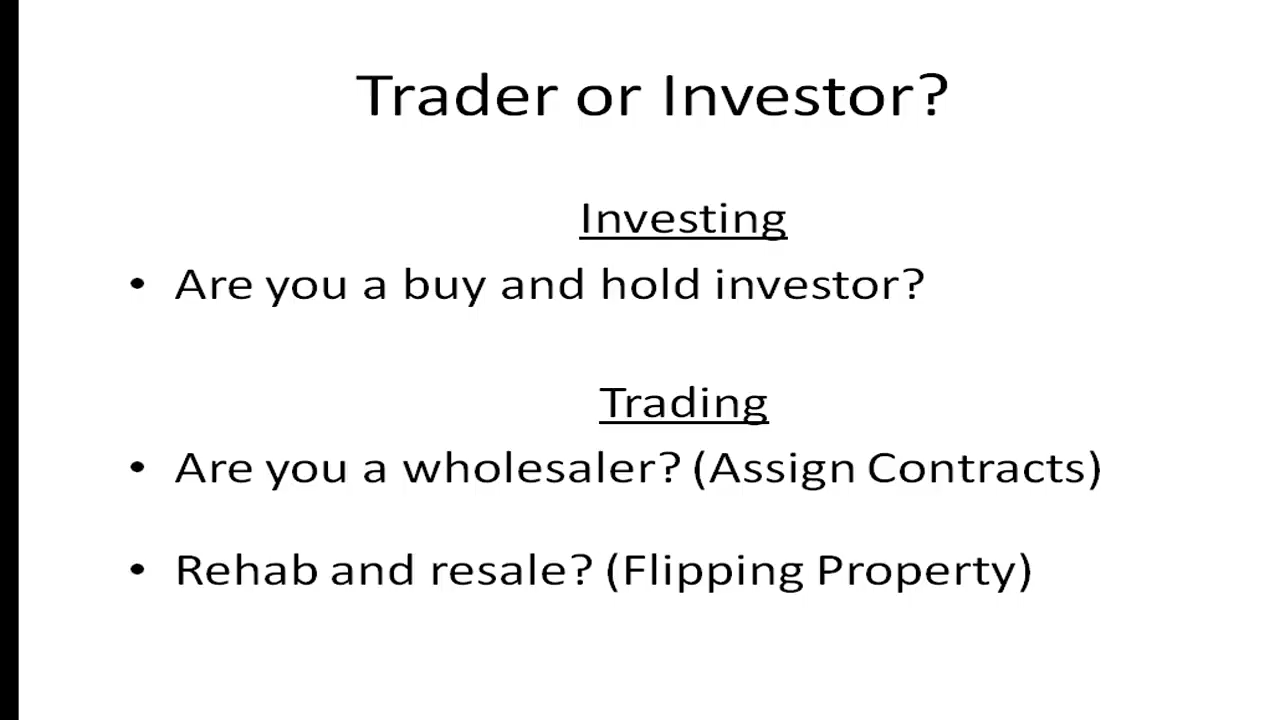 Trader or Investor?
Investing
• Are you a buy and hold investor?
Trading
• Are you a wholesaler? (Assign Contracts)
• Rehab and resale? (Flipping Property)